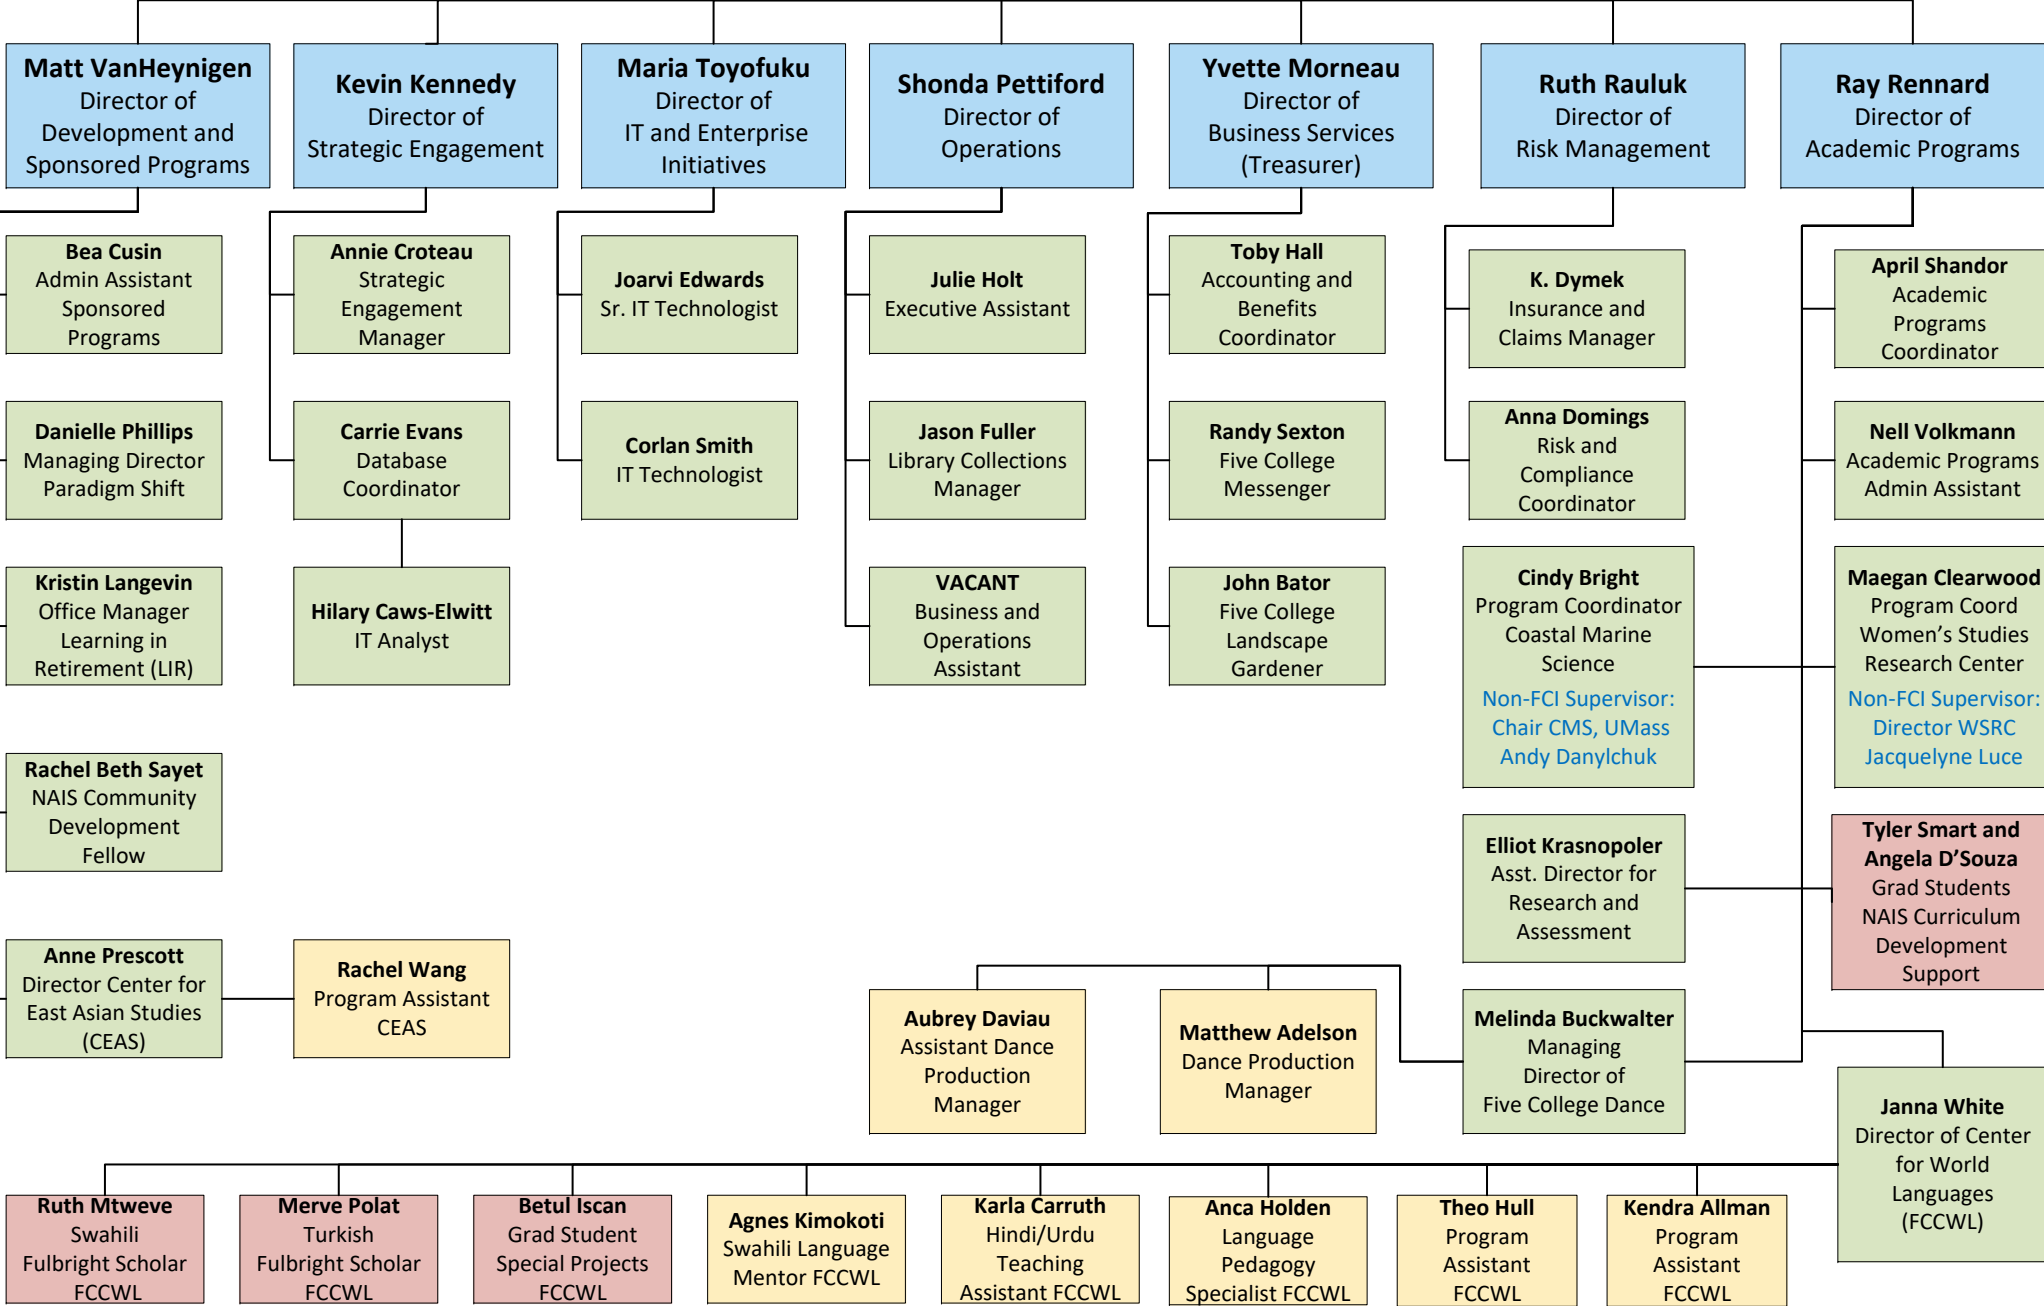 Matt VanHeynigen
Director of
Development and
Sponsored Programs
Kevin Kennedy
Director of
Strategic Engagement
Maria Toyofuku
Director of
IT and Enterprise
Initiatives
Shonda Pettiford
Director of
Operations
Yvette Morneau
Director of
Business Services
(Treasurer)
Ruth Rauluk
Director of
Risk Management
Ray Rennard
Director of
Academic Programs
Bea Cusin
Admin Assistant
Sponsored
Programs
Annie Croteau
Strategic
Engagement
Manager
Joarvi Edwards
Sr. IT Technologist
Julie Holt
Executive Assistant
Toby Hall
Accounting and
Benefits
Coordinator
K. Dymek
Insurance and
Claims Manager
April Shandor
Academic
Programs
Coordinator
Danielle Phillips
Managing Director
Paradigm Shift
Carrie Evans
Database
Coordinator
Corlan Smith
IT Technologist
Jason Fuller
Library Collections
Manager
Randy Sexton
Five College
Messenger
Anna Domings
Risk and
Compliance
Coordinator
Nell Volkmann
Academic Programs
Admin Assistant
Kristin Langevin
Office Manager
Learning in
Retirement (LIR)
Hilary Caws-Elwitt
IT Analyst
VACANT
Business and
Operations
Assistant
John Bator
Five College
Landscape
Gardener
Cindy Bright
Program Coordinator
Coastal Marine
Science
Non-FCI Supervisor:
Chair CMS, UMass
Andy Danylchuk
Maegan Clearwood
Program Coord
Women’s Studies
Research Center
Non-FCI Supervisor:
Director WSRC
Jacquelyne Luce
Rachel Beth Sayet
NAIS Community
Development
Fellow
Elliot Krasnopoler
Asst. Director for
Research and
Assessment
Tyler Smart and
Angela D’Souza
Grad Students
NAIS Curriculum
Development
Support
Anne Prescott
Director Center for
East Asian Studies
(CEAS)
Rachel Wang
Program Assistant
CEAS
Aubrey Daviau
Assistant Dance
Production
Manager
Matthew Adelson
Dance Production
Manager
Melinda Buckwalter
Managing
Director of
Five College Dance
Janna White
Director of Center
for World
Languages
(FCCWL)
Ruth Mtweve
Swahili
Fulbright Scholar
FCCWL
Merve Polat
Turkish
Fulbright Scholar
FCCWL
Betul Iscan
Grad Student
Special Projects
FCCWL
Agnes Kimokoti
Swahili Language
Mentor FCCWL
Karla Carruth
Hindi/Urdu
Teaching
Assistant FCCWL
Anca Holden
Language
Pedagogy
Specialist FCCWL
Theo Hull
Program
Assistant
FCCWL
Kendra Allman
Program
Assistant
FCCWL